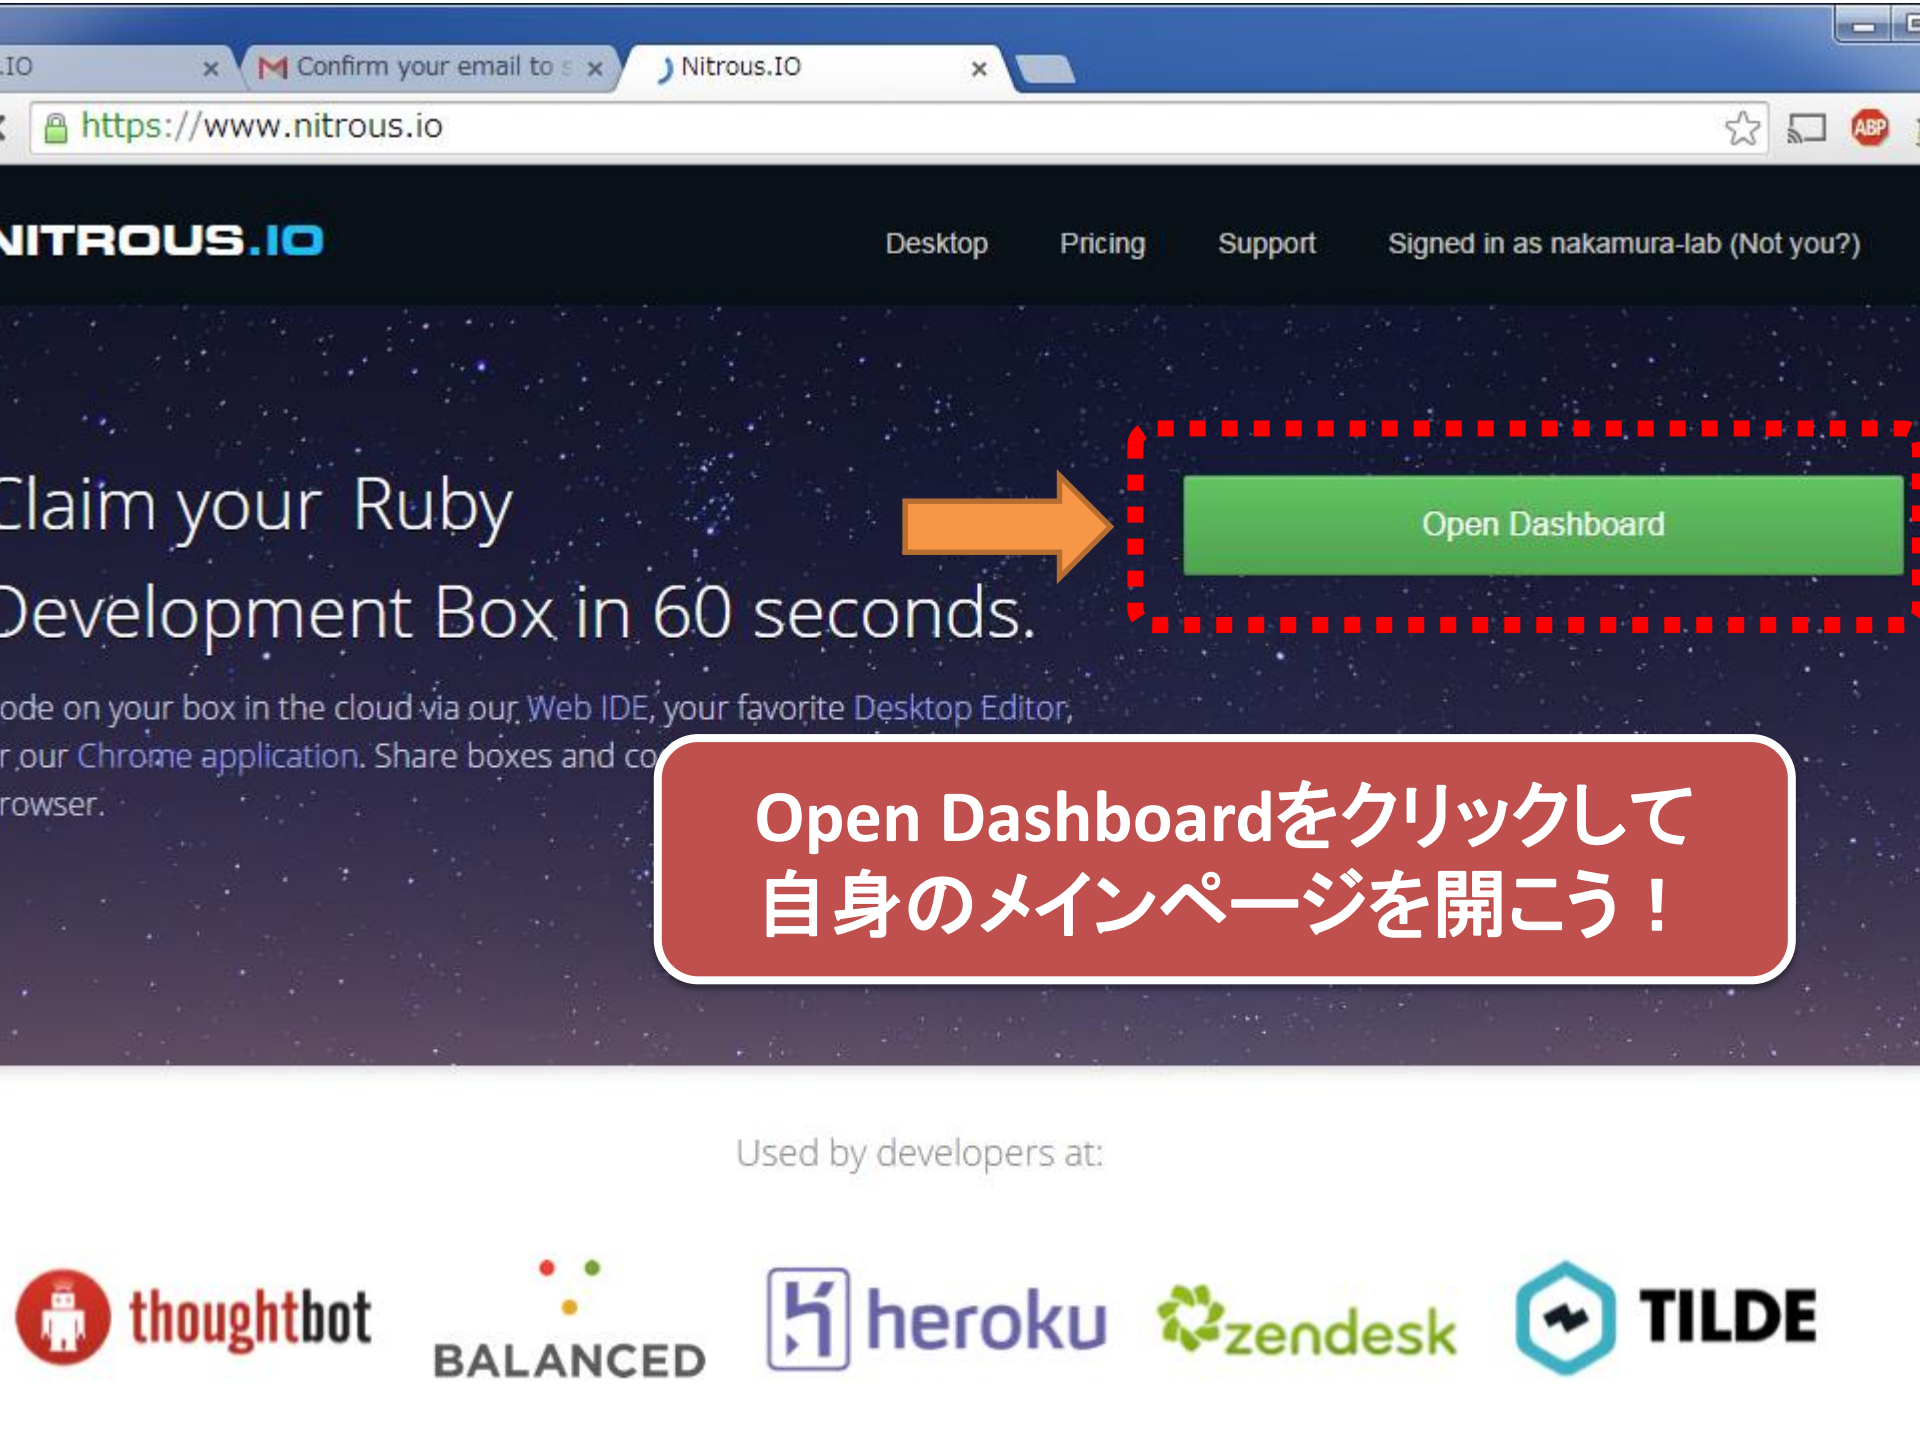 .IO
Confirm your email to s
Nitrous.IO
https://www.nitrous.io
ABP
NITROUS.IO
Desktop
Pricing
Support
Signed in as nakamura-lab (Not you?)
Claim your Ruby
Development Box in 60 seconds.
Open Dashboard
ode on your box in the cloud via our Web IDE, your favorite Desktop Editor,
r our Chrome application. Share boxes and co
rowser.
Open Dashboardをクリックして
自身のメインページを開こう！
Used by developers at:
thoughtbot
BALANCED
heroku
zendesk
TILDE